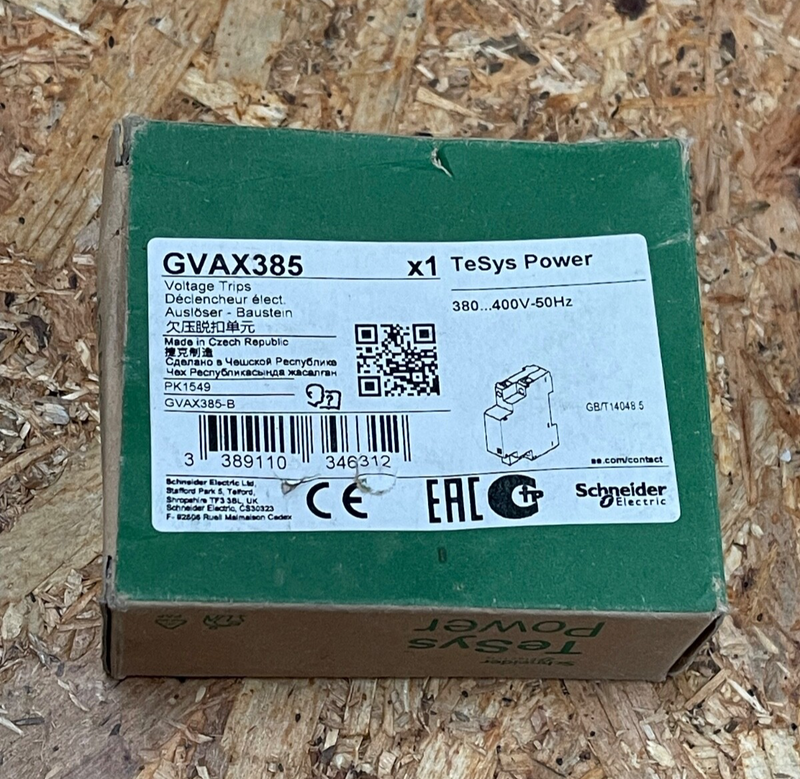 GVAX385 x1
Voltage Trips
Déclencheur élect.
Auslöser - Baustein
欠压脱扣单元
Made in Czech Republic
捷克制造
Сделано в Чешской Республике
Чех Республикасында жасалган
PK1549
GVAX385-B
3 389110 346312
Schneider Electric Ltd,
Stafford Park 5, Telford,
Shropshire TF3 3BL, UK
Schneider Electric, CS30323
F- 92506 Rueil Malmaison Cedex
CE
TeSys Power
380...400V-50Hz
GB/T14048.5
se.com/contact
EAC
CTP
Schneider
Electric
TeSys
Power
Schneider